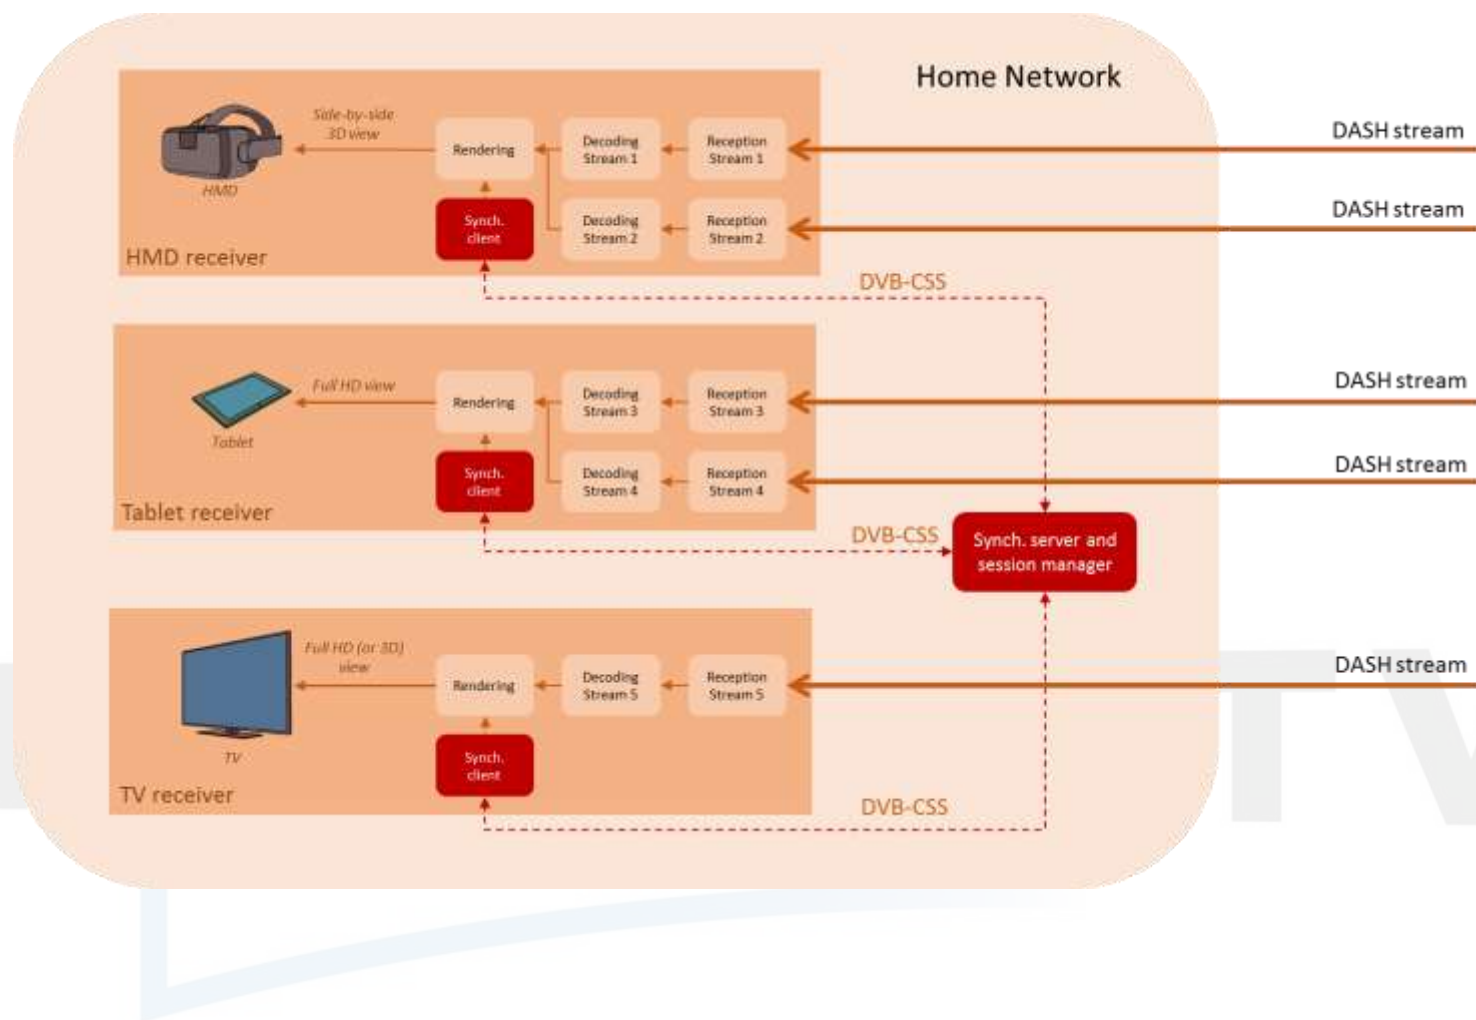 Home Network
DASH stream
Side-by-side
3D view
Rendering
Decoding
Stream 1
Reception
Stream 1
HMD
DASH stream
Synch.
client
Decoding
Stream 2
Reception
Stream 2
HMD receiver
DVB-CSS
DASH stream
Full HD view
Rendering
Decoding
Stream 3
Reception
Stream 3
Tablet
DASH stream
Synch.
client
Decoding
Stream 4
Reception
Stream 4
Tablet receiver
DVB-CSS
Synch. server and
session manager
Full HD (or 3D)
view
DASH stream
Rendering
Decoding
Stream 5
Reception
Stream 5
TV
Synch.
client
TV receiver
DVB-CSS